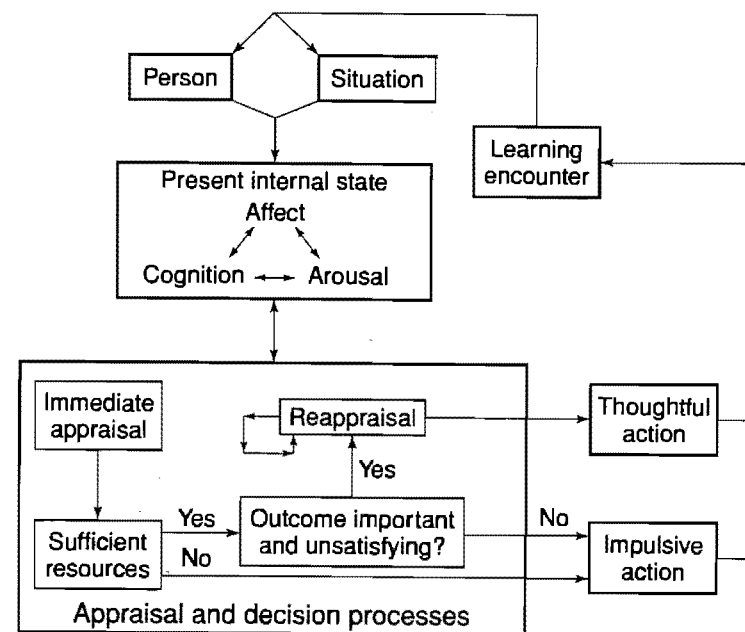 Person
Situation
Learning
encounter
Present internal state
Affect
Cognition
Arousal
Immediate
appraisal
Reappraisal
Thoughtful
action
Yes
Sufficient
resources
Yes
No
Outcome important
and unsatisfying?
No
Impulsive
action
Appraisal and decision processes